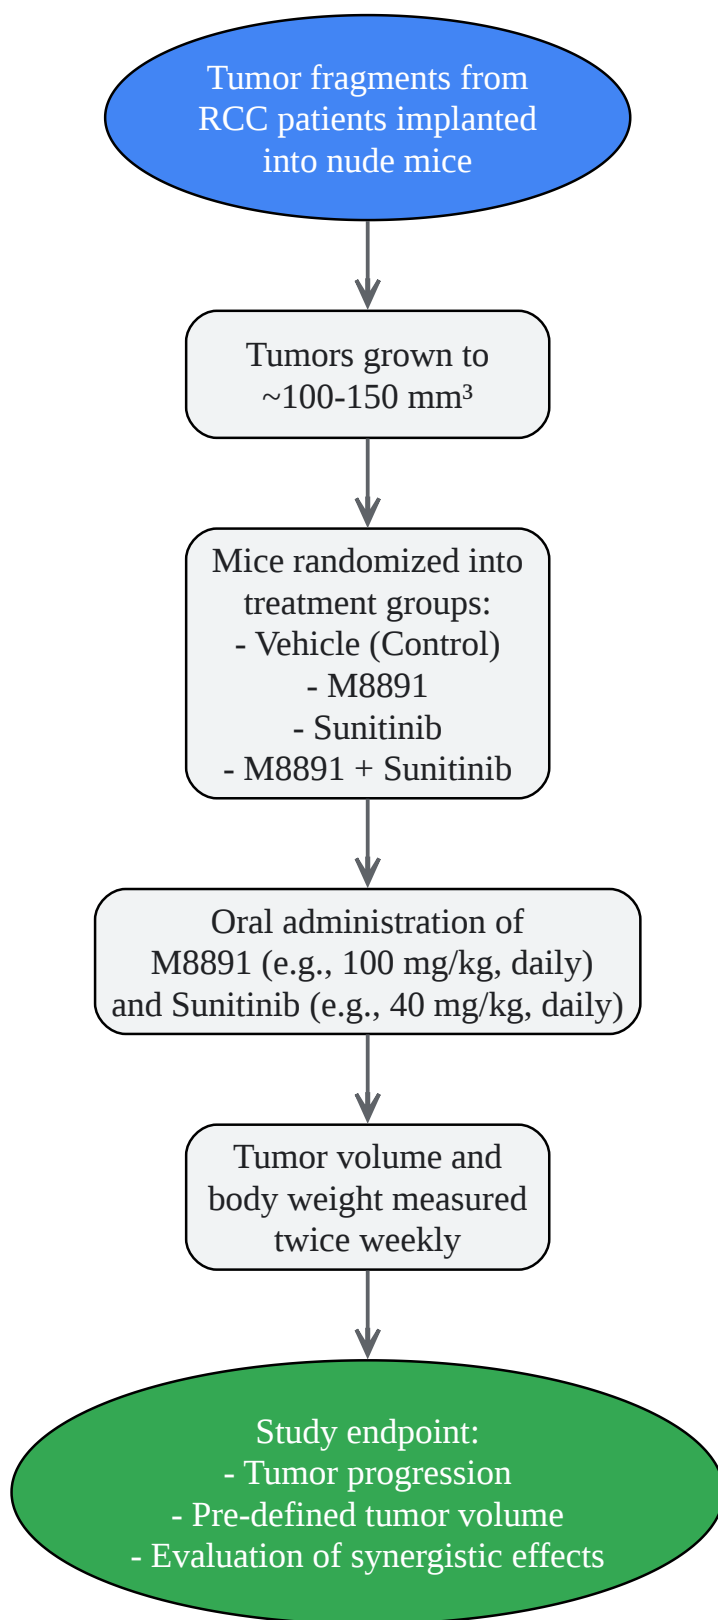 Tumor fragments from
RCC patients implanted
into nude mice
Tumors grown to
~100-150 mm³
Mice randomized into
treatment groups:
- Vehicle (Control)
- M8891
- Sunitinib
- M8891 + Sunitinib
Oral administration of
M8891 (e.g., 100 mg/kg, daily)
and Sunitinib (e.g., 40 mg/kg, daily)
Tumor volume and
body weight measured
twice weekly
Study endpoint:
- Tumor progression
- Pre-defined tumor volume
- Evaluation of synergistic effects